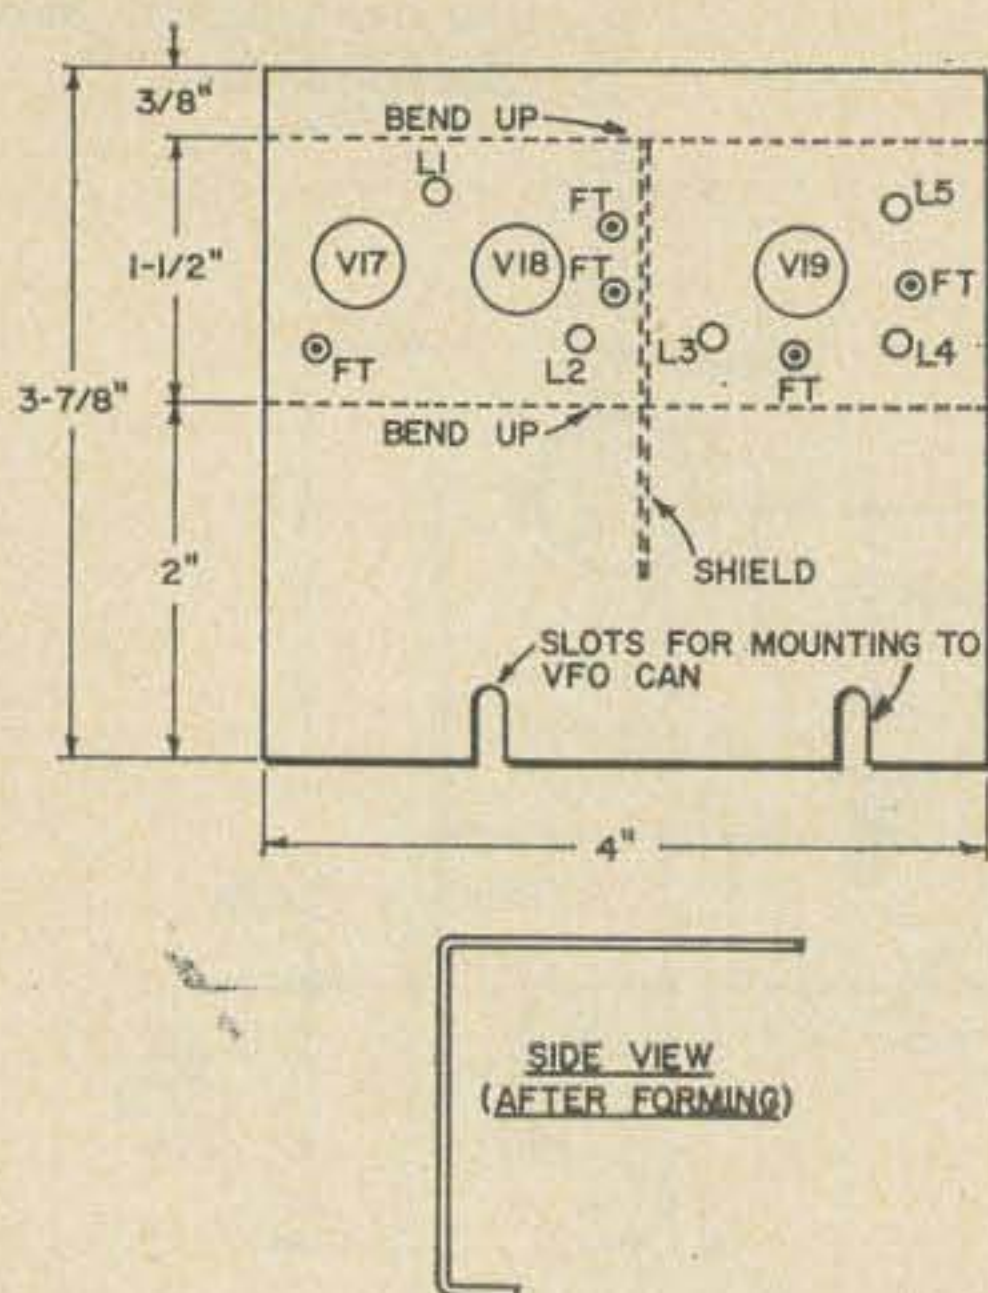 3/8"
BEND UP
L1
FT
L5
1-1/2"
V17
V18
FT
V19
FT
3-7/8"
FT
L2
L3
FT
L4
BEND UP
2"
SHIELD
SLOTS FOR MOUNTING TO
VFO CAN
4"
SIDE VIEW
(AFTER FORMING)